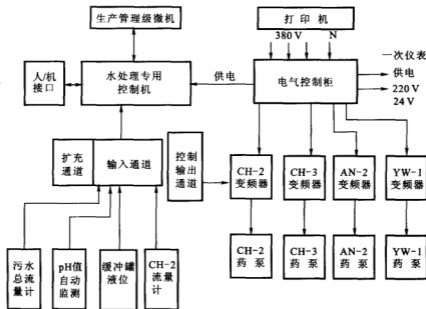 生产管理级微机
打印机
380 V
N
一次仪表
人/机
接口
水处理专用
控制机
供电
电气控制柜
供电
220 V
24 V
扩充
通道
输入通道
控制
输出
通道
CH-2
变频器
CH-3
变频器
AN-2
变频器
YW-1
变频器
污水
总流
量计
pH值
自动
监测
缓冲罐
液位
CH-2
流量
计
CH-2
药泵
CH-3
药泵
AN-2
药泵
YW-1
药泵